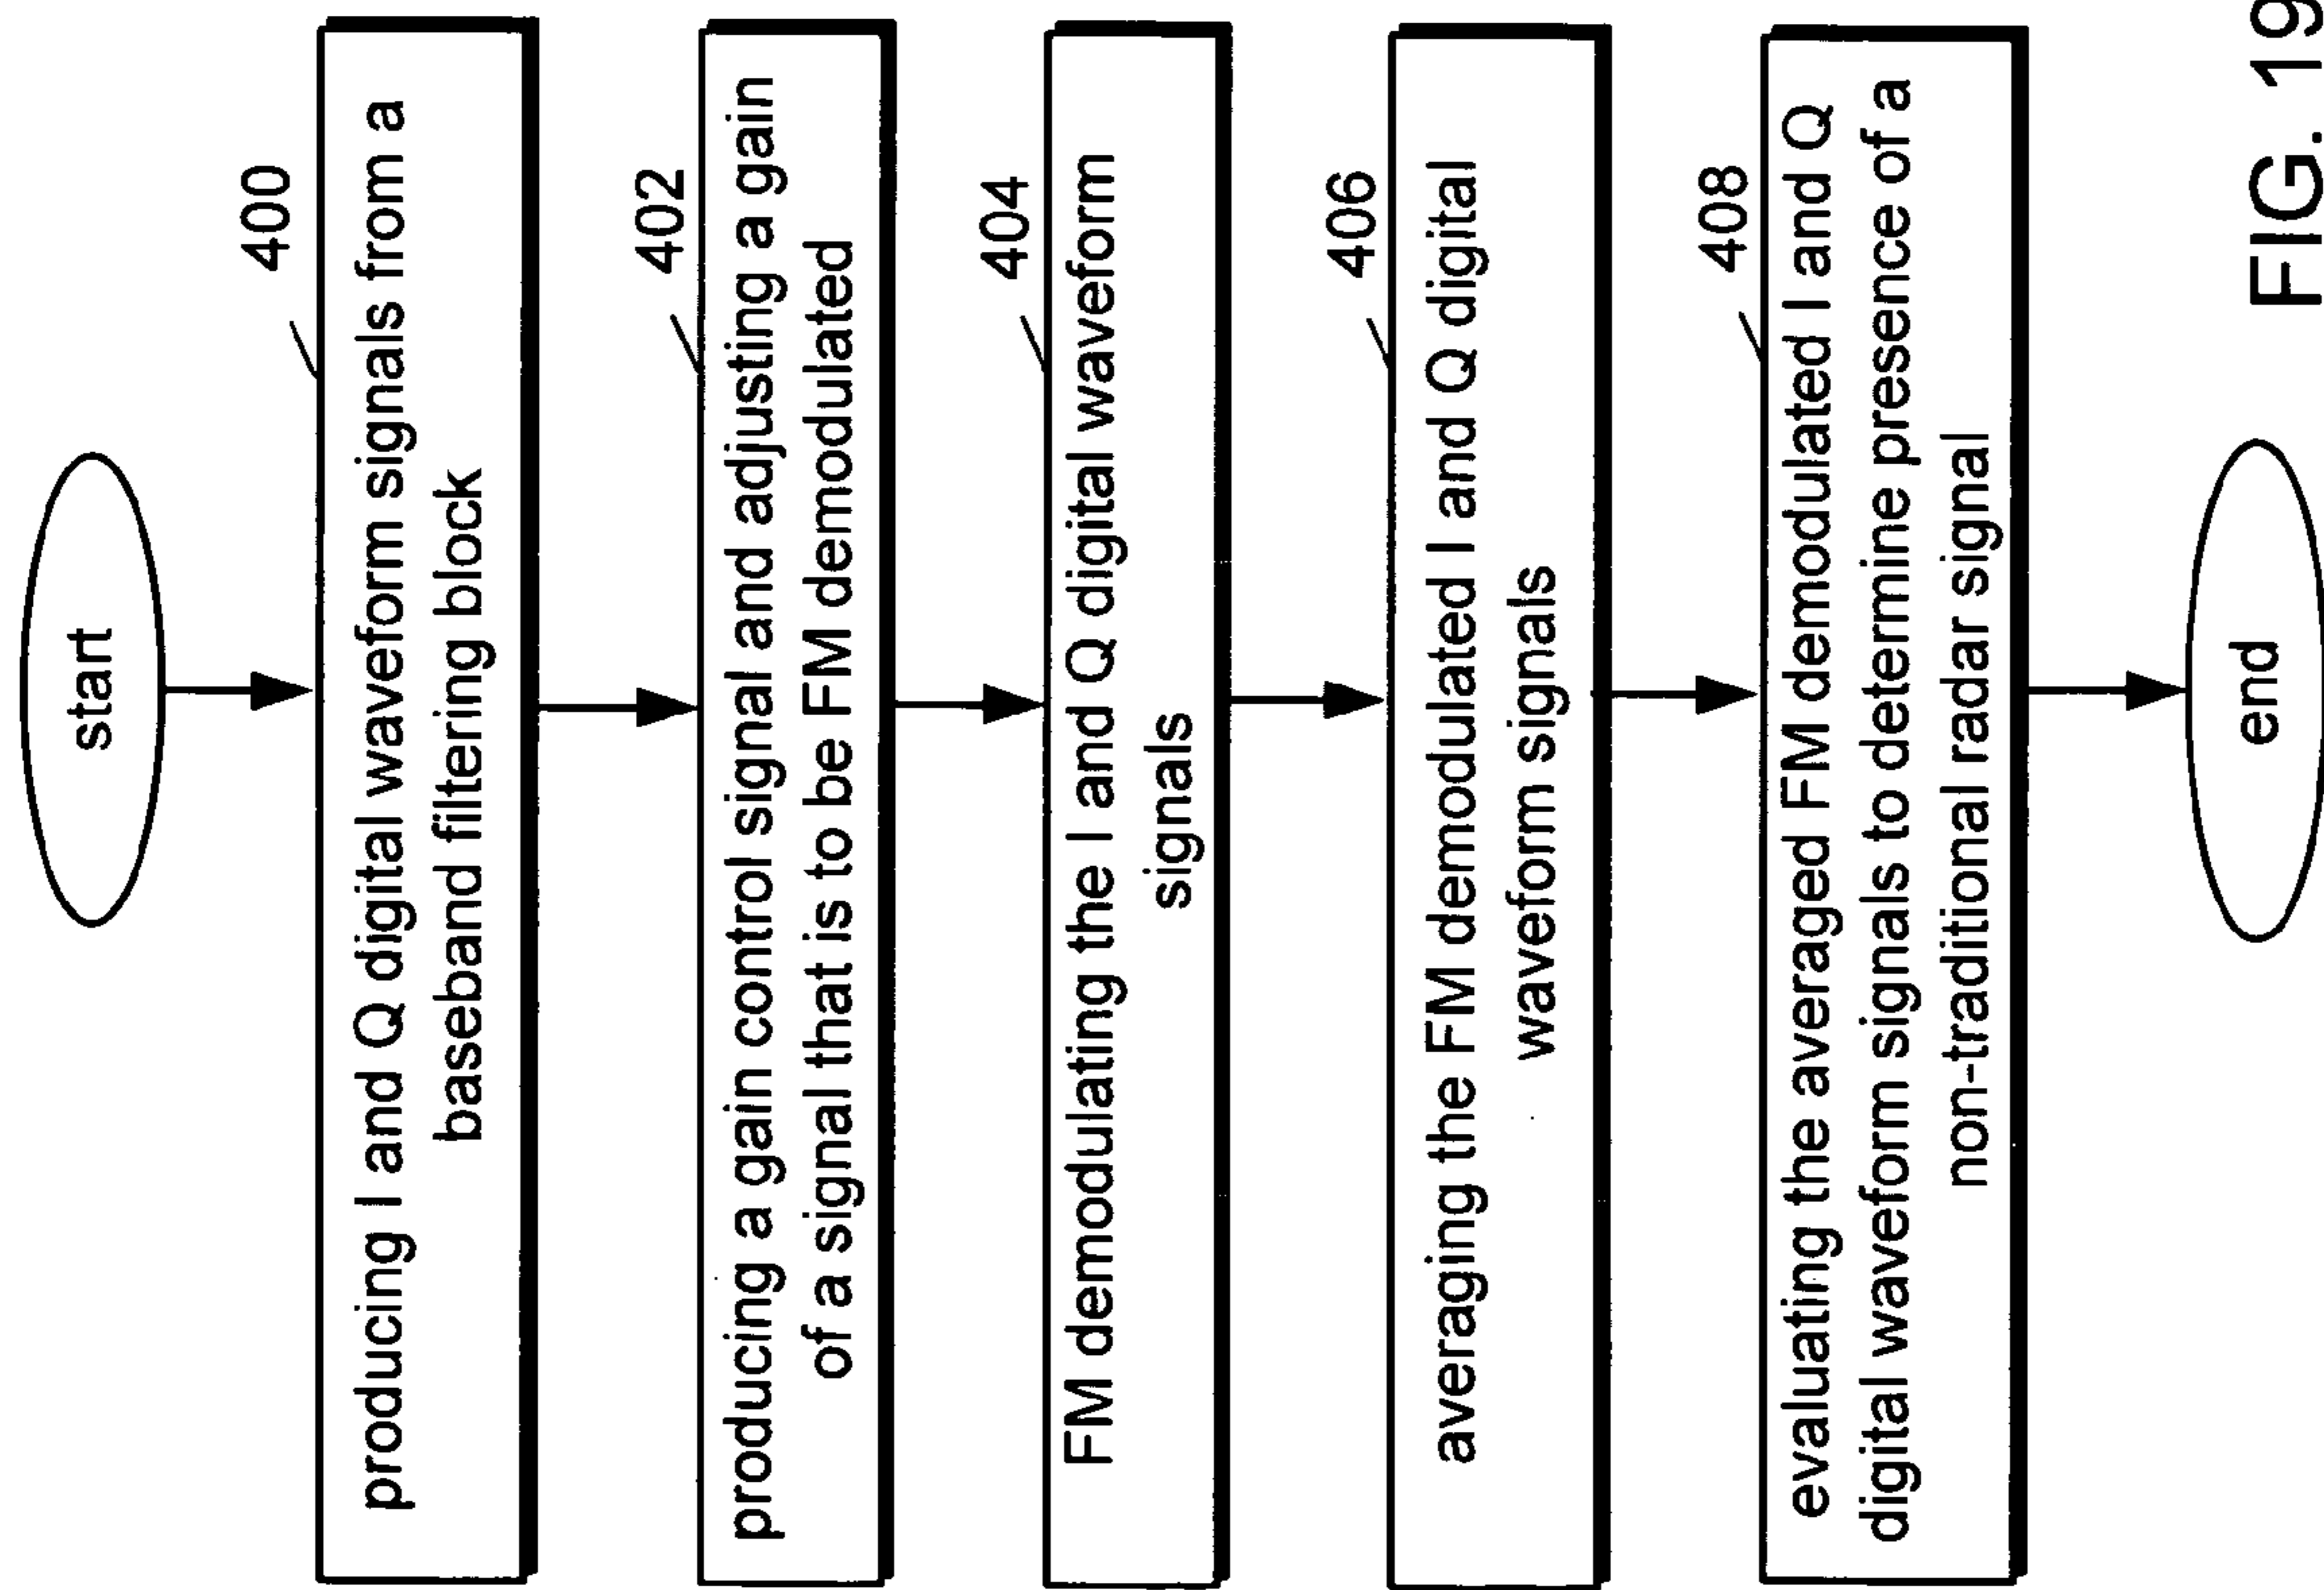 start
400
producing I and Q digital waveform signals from a
baseband filtering block
402
producing a gain control signal and adjusting a gain
of a signal that is to be FM demodulated
404
FM demodulating the I and Q digital waveform
signals
406
averaging the FM demodulated I and Q digital
waveform signals
408
evaluating the averaged FM demodulated I and Q
digital waveform signals to determine presence of a
non-traditional radar signal
end
FIG. 19